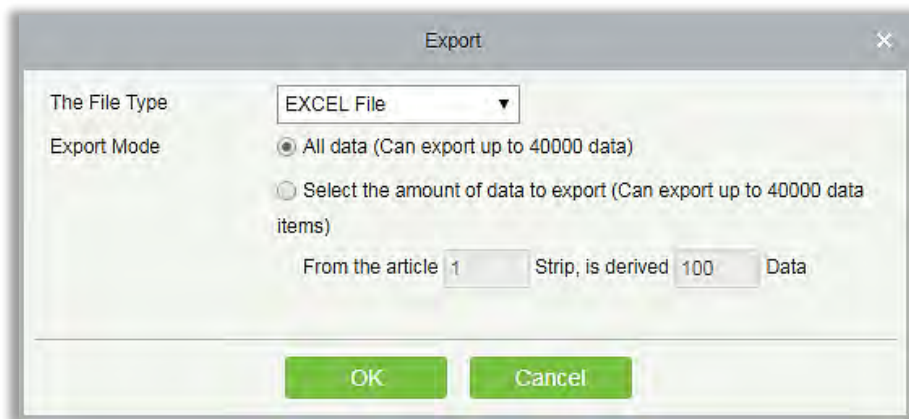 Export
The File Type EXCEL File
Export Mode All data (Can export up to 40000 data)
Select the amount of data to export (Can export up to 40000 data
items)
From the article 1 Strip, is derived 100 Data
OK Cancel